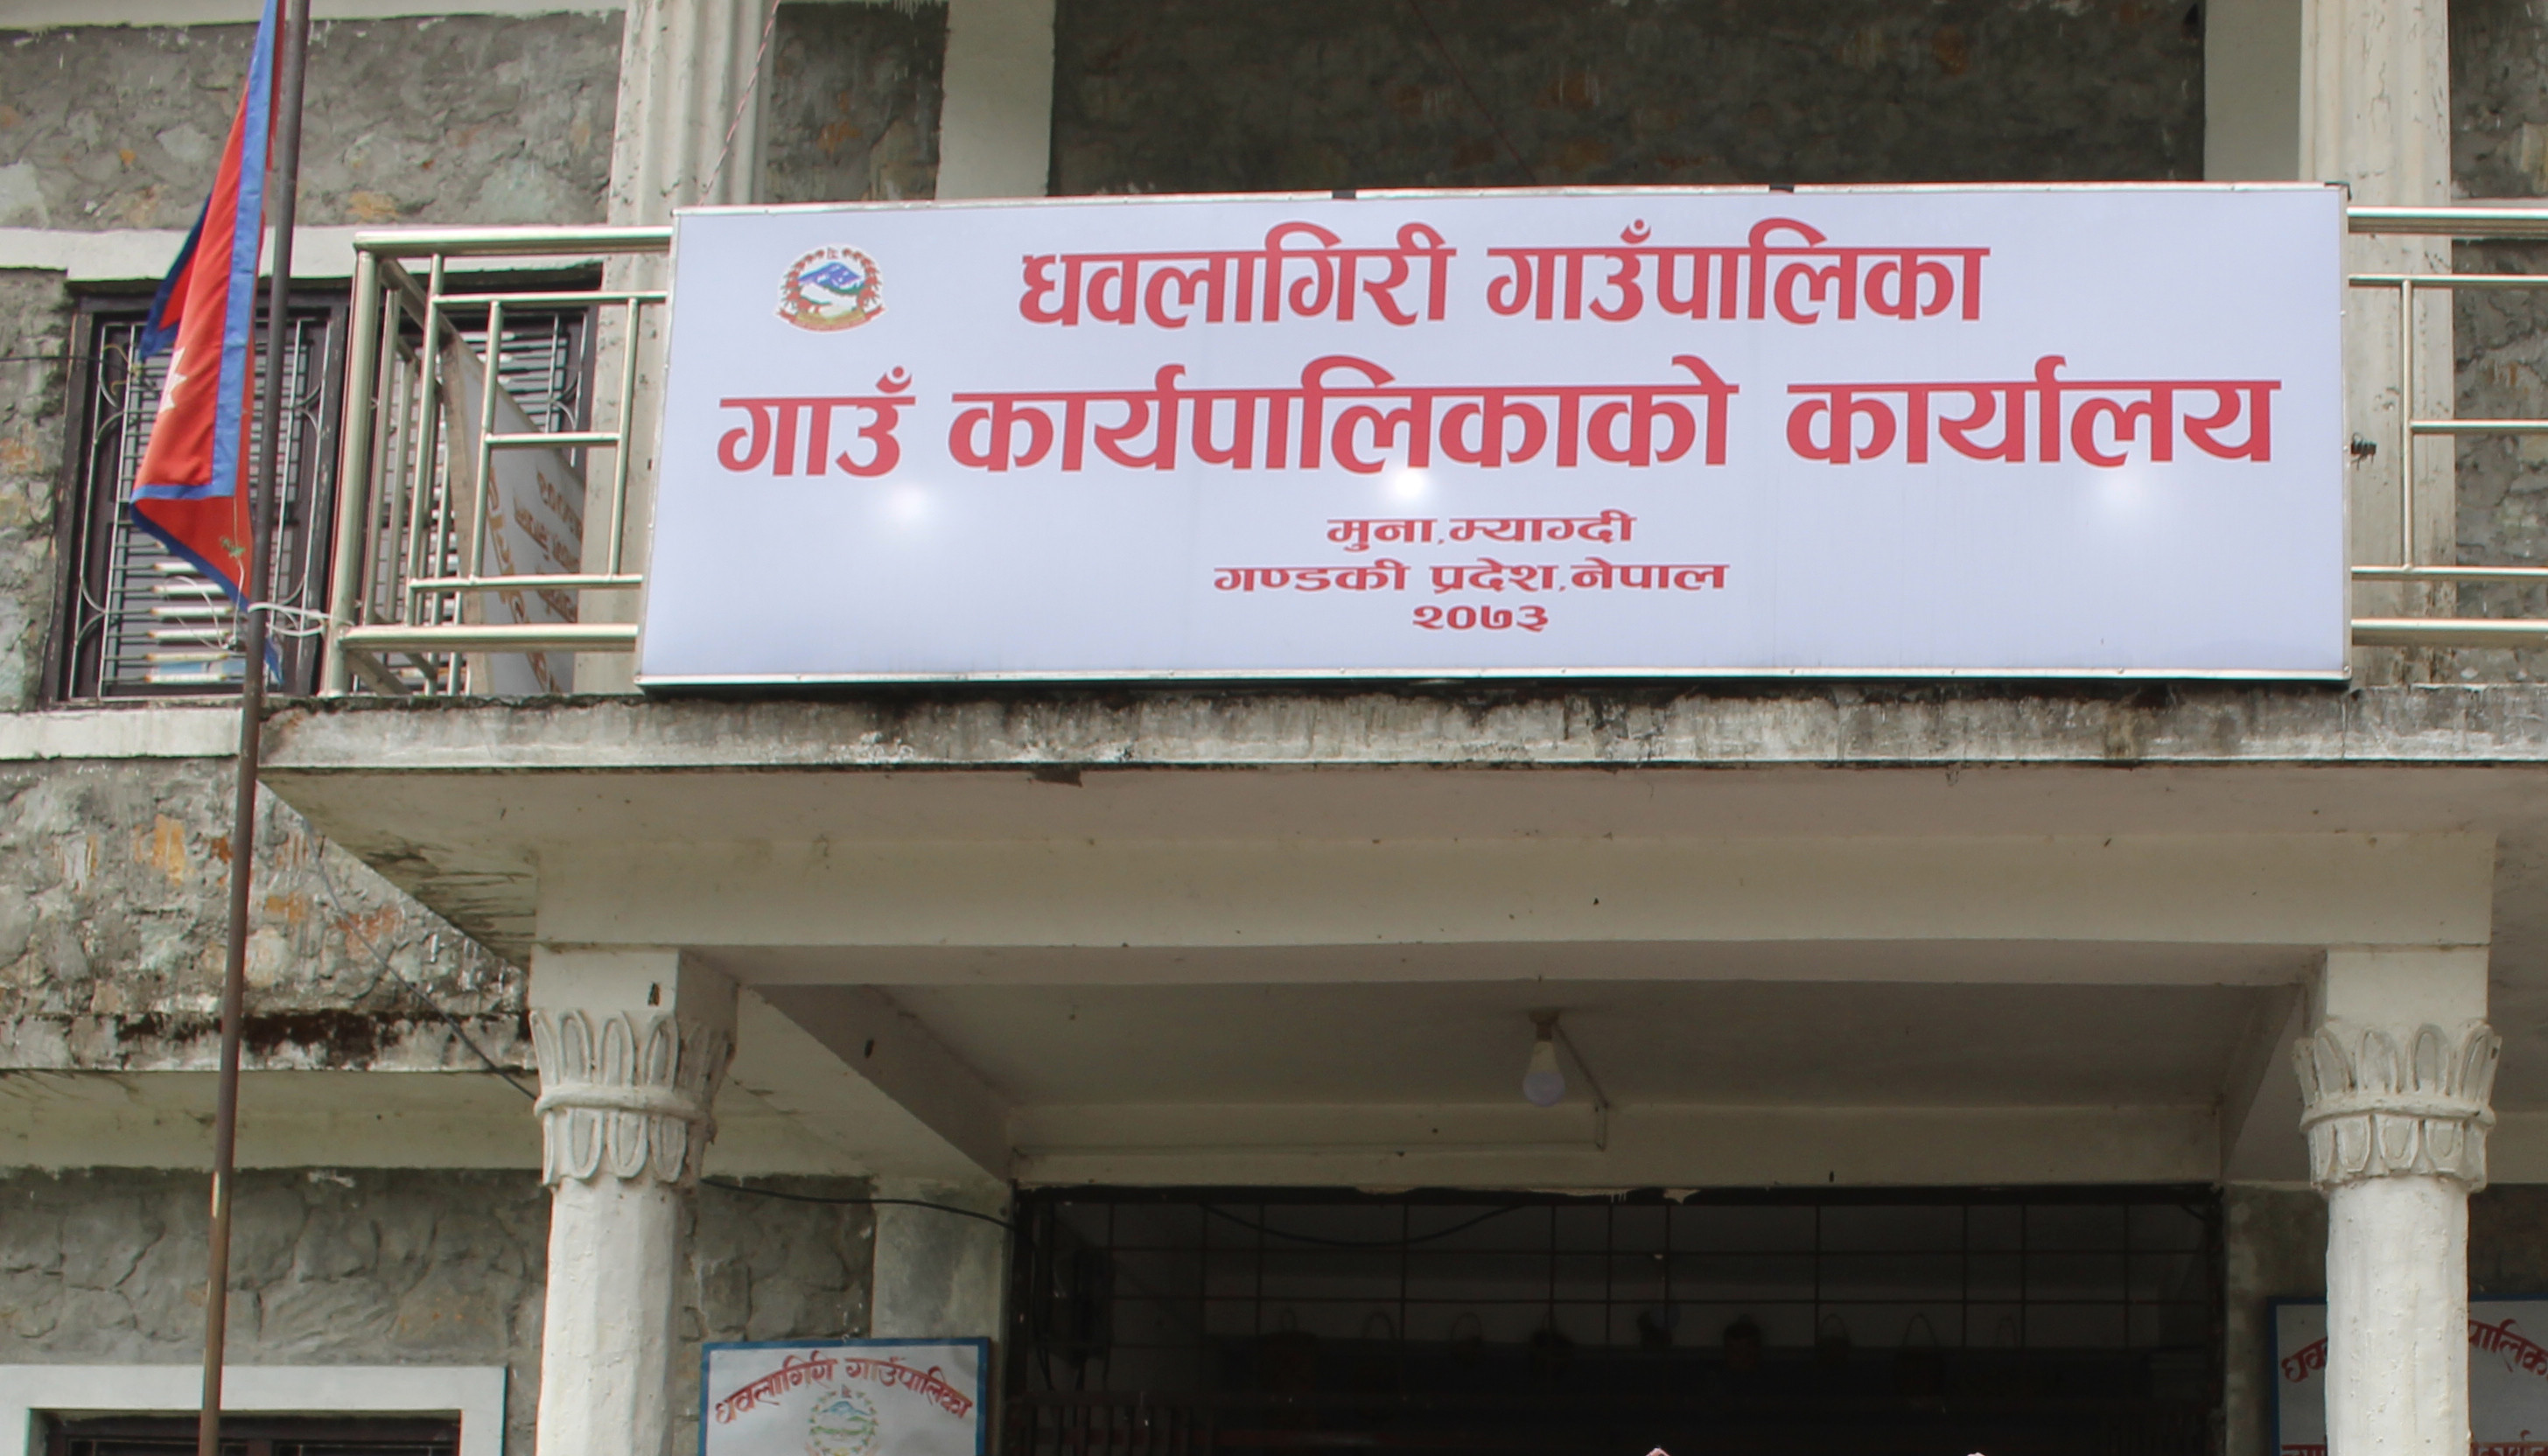 धवलागिरी गाउँपालिका
गाउँ कार्यपालिकाको कार्यालय
मुना, म्याग्दी
गण्डकी प्रदेश, नेपाल
२०७३
धवलागिरी गाउँपालिका